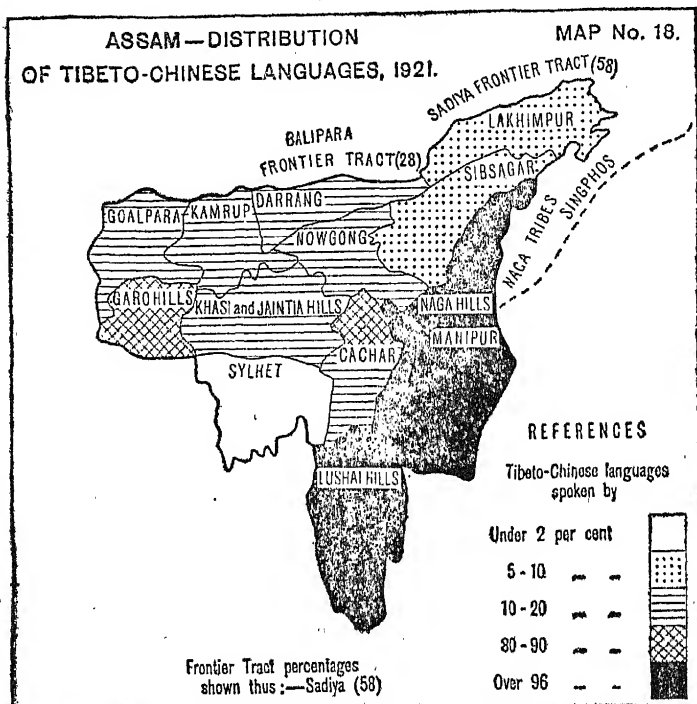 ASSAM—DISTRIBUTION
OF TIBETO-CHINESE LANGUAGES, 1921.
MAP No. 18.
SADIYA FRONTIER TRACT (58)
LAKHIMPUR
BALIPARA
FRONTIER TRACT (28)
SIBSAGAR
DARRANG
GOALPARA
KAMRUP
NOWGONG
NAGA TRIBES
SINGPHOS
GARO HILLS
KHASI and JAINTIA HILLS
NAGA HILLS
MANIPUR
CACHAR
SYLHET
LUSHAI HILLS
REFERENCES
Tibeto-Chinese languages
spoken by
Under 2 per cent
5-10 " "
10-20 " "
80-90 " "
Over 96 " "
Frontier Tract percentages
shown thus :—Sadiya (58)